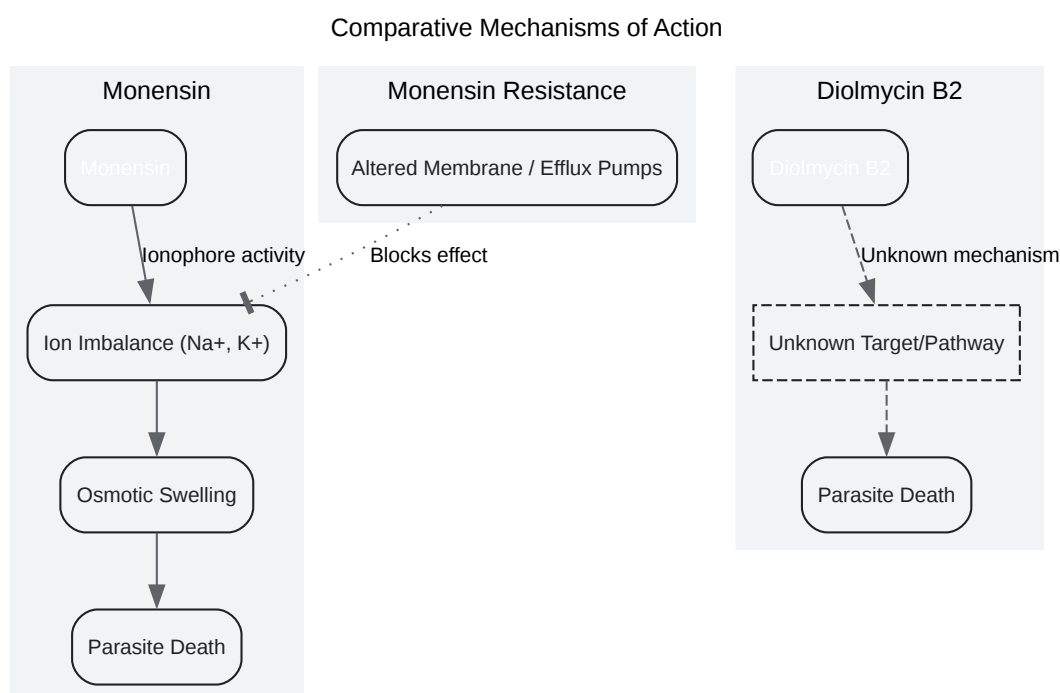 Comparative Mechanisms of Action
Monensin
Monensin
Ionophore activity
Ion Imbalance (Na+, K+)
Osmotic Swelling
Parasite Death
Monensin Resistance
Altered Membrane / Efflux Pumps
Blocks effect
Diolmycin B2
Diolmycin B2
Unknown mechanism
Unknown Target/Pathway
Parasite Death